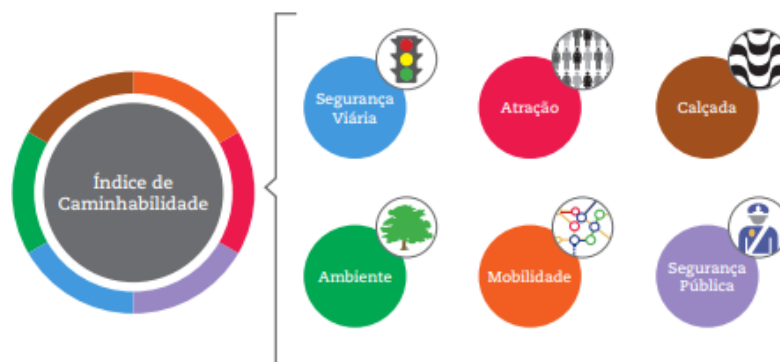 Índice de
Caminhabilidade
Segurança
Viária
Atração
Calçada
Ambiente
Mobilidade
Segurança
Pública